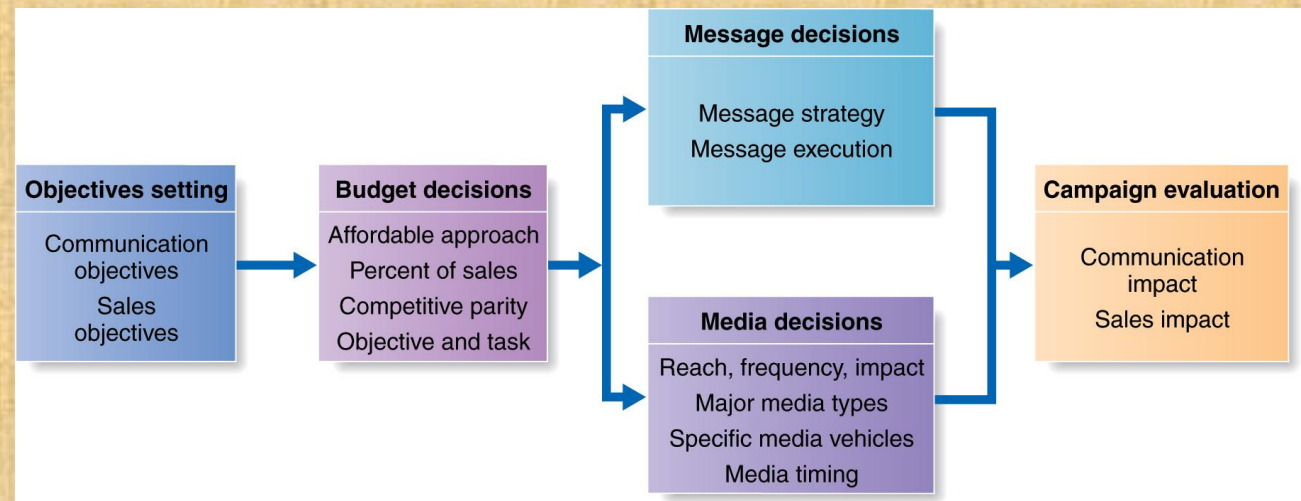 Objectives setting
Communication
objectives
Sales
objectives
Budget decisions
Affordable approach
Percent of sales
Competitive parity
Objective and task
Message decisions
Message strategy
Message execution
Media decisions
Reach, frequency, impact
Major media types
Specific media vehicles
Media timing
Campaign evaluation
Communication
impact
Sales impact